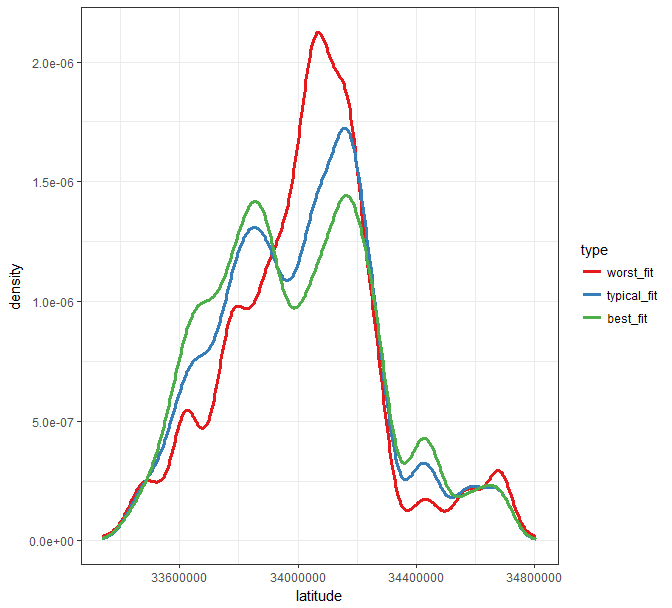 density
2.0e-06
1.5e-06
1.0e-06
5.0e-07
0.0e+00
33600000 34000000 34400000 34800000
latitude
type
worst_fit
typical_fit
best_fit